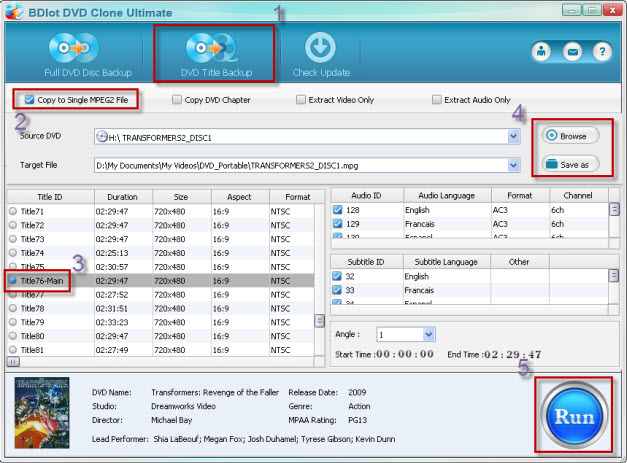 BDlot DVD Clone Ultimate
1
Full DVD Disc Backup
DVD Title Backup
Check Update
Copy to Single MPEG2 File
Copy DVD Chapter
Extract Video Only
Extract Audio Only
2
4
Source DVD
H:\ TRANSFORMERS2_DISC1
Browse
Target File
D:\My Documents\My Videos\DVD_Portable\TRANSFORMERS2_DISC1.mpg
Save as
Title ID Duration Size Aspect Format
Title71 02:29:47 720x480 16:9 NTSC
Title72 02:29:47 720x480 16:9 NTSC
Title73 02:29:47 720x480 16:9 NTSC
Title74 02:25:13 720x480 16:9 NTSC
Title75 02:30:57 720x480 16:9 NTSC
3
Title76-Main 02:29:47 720x480 16:9 NTSC
Title77 02:27:52 720x480 16:9 NTSC
Title78 02:31:51 720x480 16:9 NTSC
Title79 02:33:23 720x480 16:9 NTSC
Title80 02:29:47 720x480 16:9 NTSC
Title81 02:27:49 720x480 16:9 NTSC
Audio ID Audio Language Format Channel
128 English AC3 6ch
129 Francais AC3 6ch
130 Espanol AC3 6ch
Subtitle ID Subtitle Language Other
32 English
33 Francais
34 Espanol
Angle : 1
Start Time :00:00:00 End Time :02:29:47
5
DVD Name: Transformers: Revenge of the Faller Release Date: 2009
Studio: Dreamworks Video Genre: Action
Director: Michael Bay MPAA Rating: PG13
Lead Performer: Shia LaBeouf; Megan Fox; Josh Duhamel; Tyrese Gibson; Kevin Dunn
Run